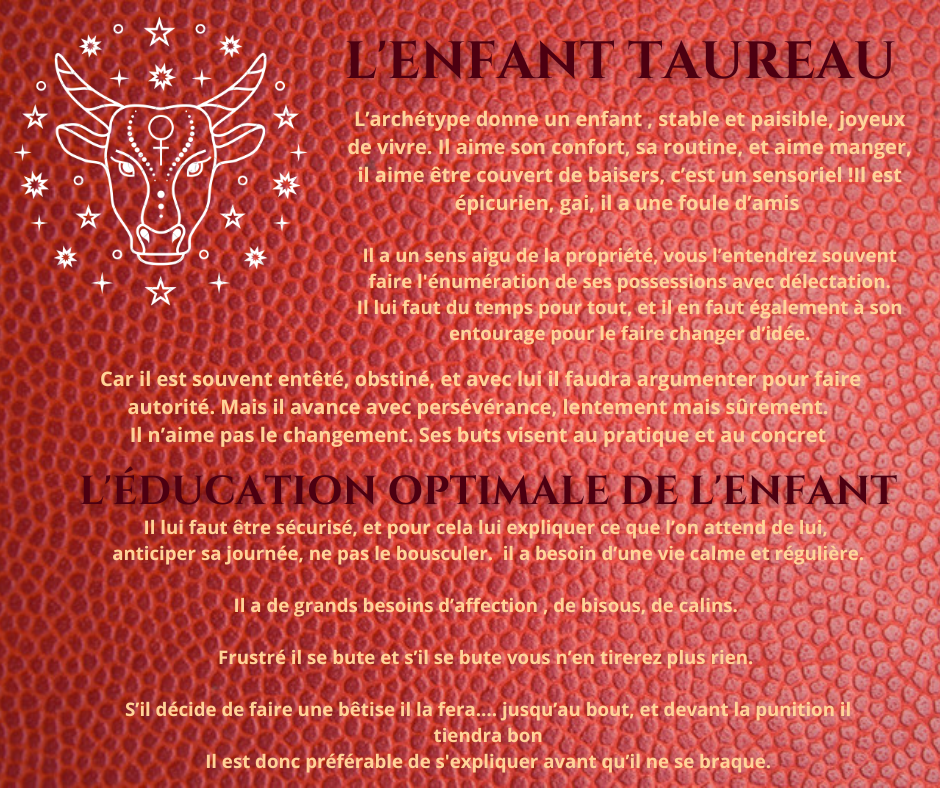 L'ENFANT TAUREAU
L’archétype donne un enfant , stable et paisible, joyeux
de vivre. Il aime son confort, sa routine, et aime manger,
il aime être couvert de baisers, c’est un sensoriel !Il est
épicurien, gai, il a une foule d’amis
Il a un sens aigu de la propriété, vous l’entendrez souvent
faire l'énumération de ses possessions avec délectation.
Il lui faut du temps pour tout, et il en faut également à son
entourage pour le faire changer d’idée.
Car il est souvent entêté, obstiné, et avec lui il faudra argumenter pour faire
autorité. Mais il avance avec persévérance, lentement mais sûrement.
Il n’aime pas le changement. Ses buts visent au pratique et au concret
L'ÉDUCATION OPTIMALE DE L'ENFANT
Il lui faut être sécurisé, et pour cela lui expliquer ce que l’on attend de lui,
anticiper sa journée, ne pas le bousculer.  il a besoin d’une vie calme et régulière.
Il a de grands besoins d’affection , de bisous, de calins.
Frustré il se bute et s’il se bute vous n’en tirerez plus rien.
S’il décide de faire une bêtise il la fera.... jusqu’au bout, et devant la punition il
tiendra bon
Il est donc préférable de s'expliquer avant qu’il ne se braque.